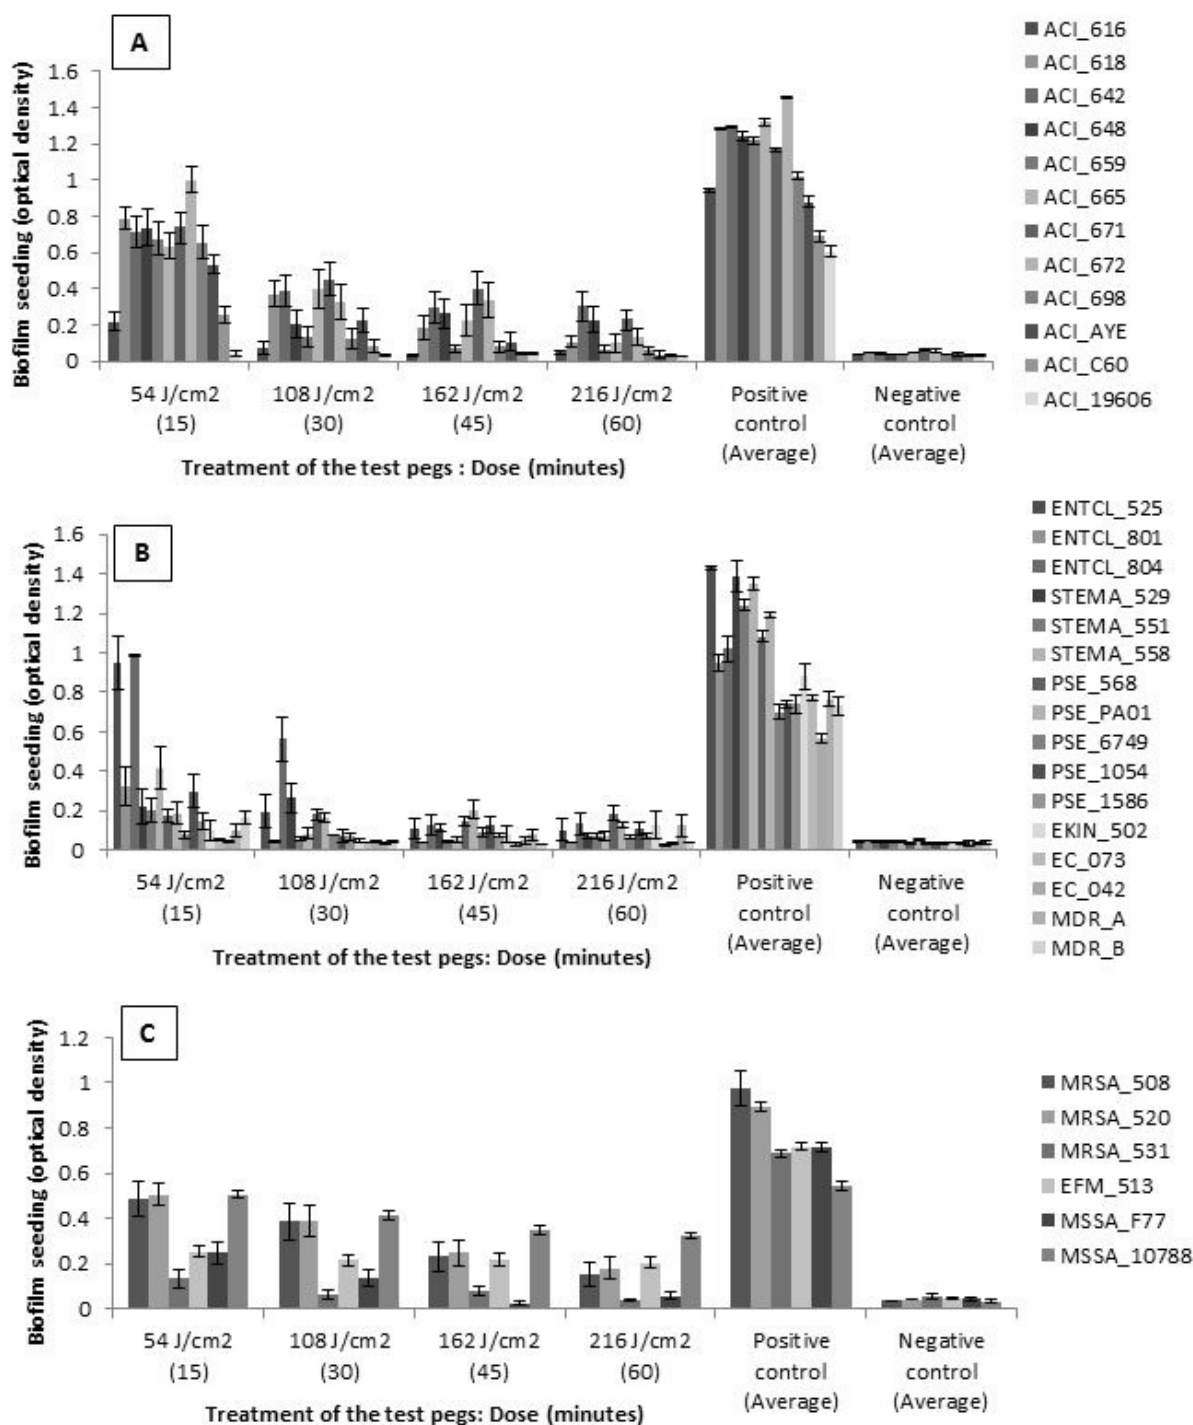 A
Biofilm seeding (optical density)
1.6
1.4
1.2
1
0.8
0.6
0.4
0.2
0
54 J/cm2 108 J/cm2 162 J/cm2 216 J/cm2 Positive Negative
(15) (30) (45) (60) control control
(Average) (Average)
Treatment of the test pegs : Dose (minutes)
ACI_616
ACI_618
ACI_642
ACI_648
ACI_659
ACI_665
ACI_671
ACI_672
ACI_698
ACI_AYE
ACI_C60
ACI_19606
B
Biofilm seeding (optical density)
1.6
1.4
1.2
1
0.8
0.6
0.4
0.2
0
54 J/cm2 108 J/cm2 162 J/cm2 216 J/cm2 Positive Negative
(15) (30) (45) (60) control control
(Average) (Average)
Treatment of the test pegs: Dose (minutes)
ENTCL_525
ENTCL_801
ENTCL_804
STEMA_529
STEMA_551
STEMA_558
PSE_568
PSE_PA01
PSE_6749
PSE_1054
PSE_1586
EKIN_502
EC_073
EC_042
MDR_A
MDR_B
C
Biofilm seeding (optical density)
1.2
1
0.8
0.6
0.4
0.2
0
54 J/cm2 108 J/cm2 162 J/cm2 216 J/cm2 Positive Negative
(15) (30) (45) (60) control control
(Average) (Average)
Treatment of the test pegs: Dose (minutes)
MRSA_508
MRSA_520
MRSA_531
EFM_513
MSSA_F77
MSSA_10788